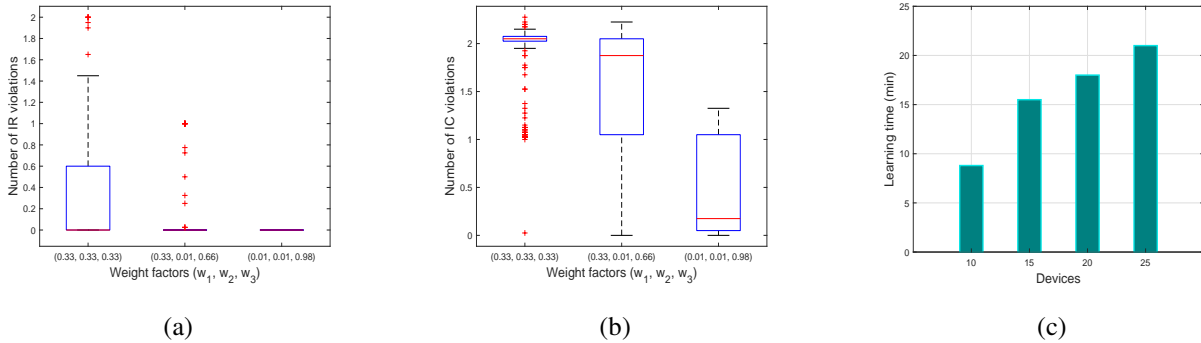 Number of IR violations
2
1.8
1.6
1.4
1.2
1
0.8
0.6
0.4
0.2
0
(0.33, 0.33, 0.33) (0.33, 0.01, 0.66) (0.01, 0.01, 0.98)
Weight factors (w1, w2, w3)
(a)
Number of IC violations
2
1.5
1
0.5
0
(0.33, 0.33, 0.33) (0.33, 0.01, 0.66) (0.01, 0.01, 0.98)
Weight factors (w1, w2, w3)
(b)
Learning time (min)
25
20
15
10
5
0
10 15 20 25
Devices
(c)